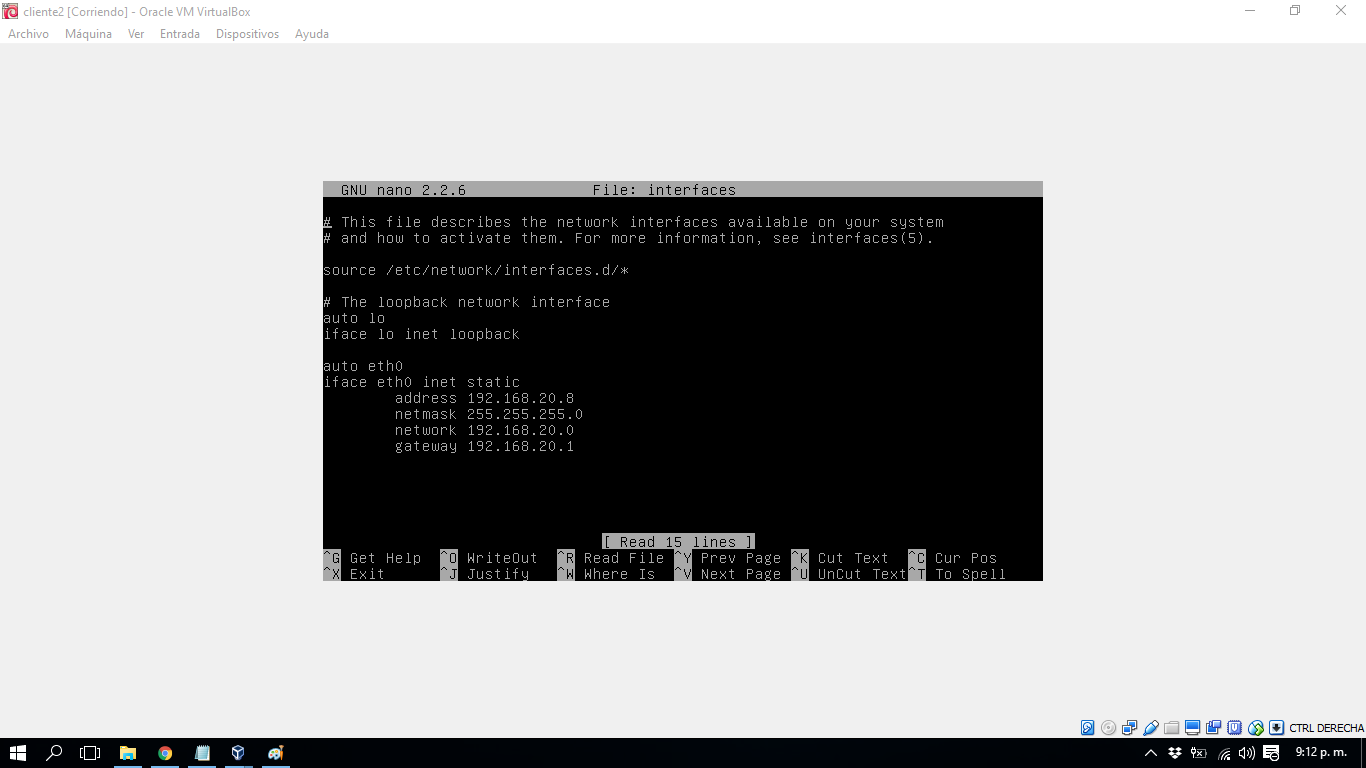 cliente2 [Corriendo] - Oracle VM VirtualBox
Archivo Máquina Ver Entrada Dispositivos Ayuda
GNU nano 2.2.6 File: interfaces
# This file describes the network interfaces available on your system
# and how to activate them. For more information, see interfaces(5).
source /etc/network/interfaces.d/*
# The loopback network interface
auto lo
iface lo inet loopback
auto eth0
iface eth0 inet static
address 192.168.20.8
netmask 255.255.255.0
network 192.168.20.0
gateway 192.168.20.1
[ Read 15 lines ]
^G Get Help ^O WriteOut ^R Read File ^Y Prev Page ^K Cut Text ^C Cur Pos
^X Exit ^J Justify ^W Where Is ^V Next Page ^U UnCut Text ^T To Spell
CTRL DERECHA
9:12 p. m.